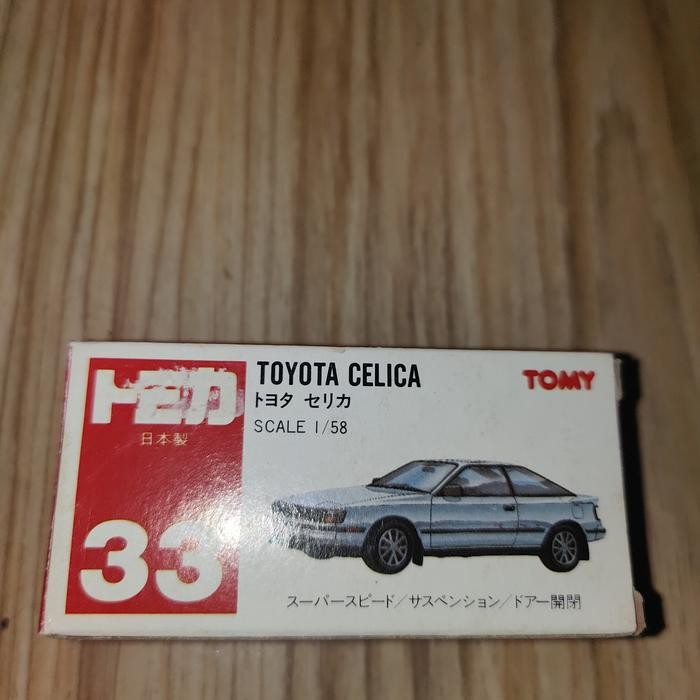 トミカ
日本製
33
TOYOTA CELICA
トヨタ セリカ
SCALE 1/58
TOMY
スーパースピード/サスペンション/ドアー開閉